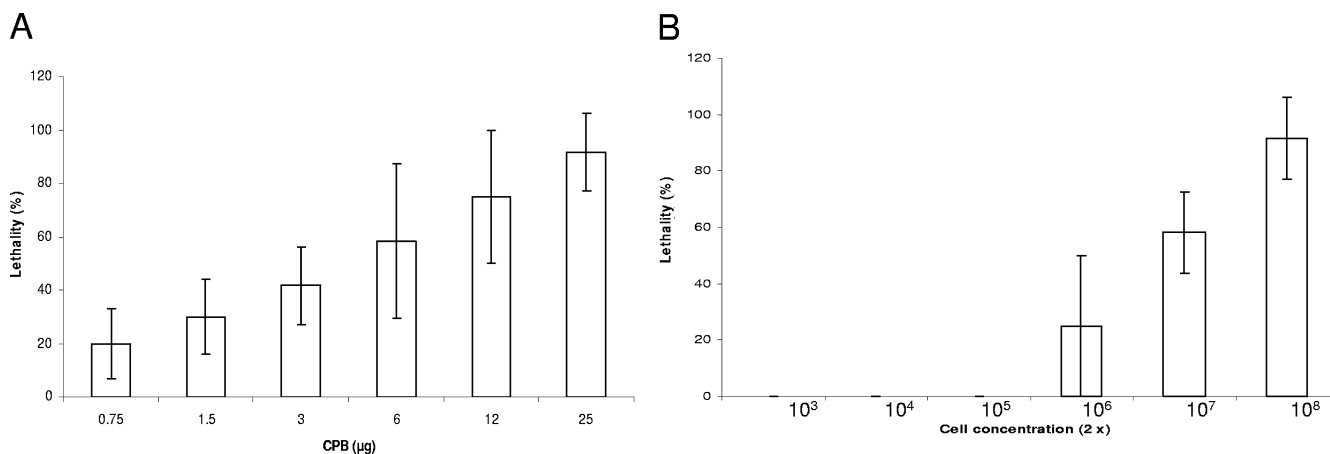 A
120
100
80
60
40
20
0
Lethality (%)
0.75 1.5 3 6 12 25
CPB (µg)
B
120
100
80
60
40
20
0
Lethality (%)
10³ 10⁴ 10⁵ 10⁶ 10⁷ 10⁸
Cell concentration (2 x)